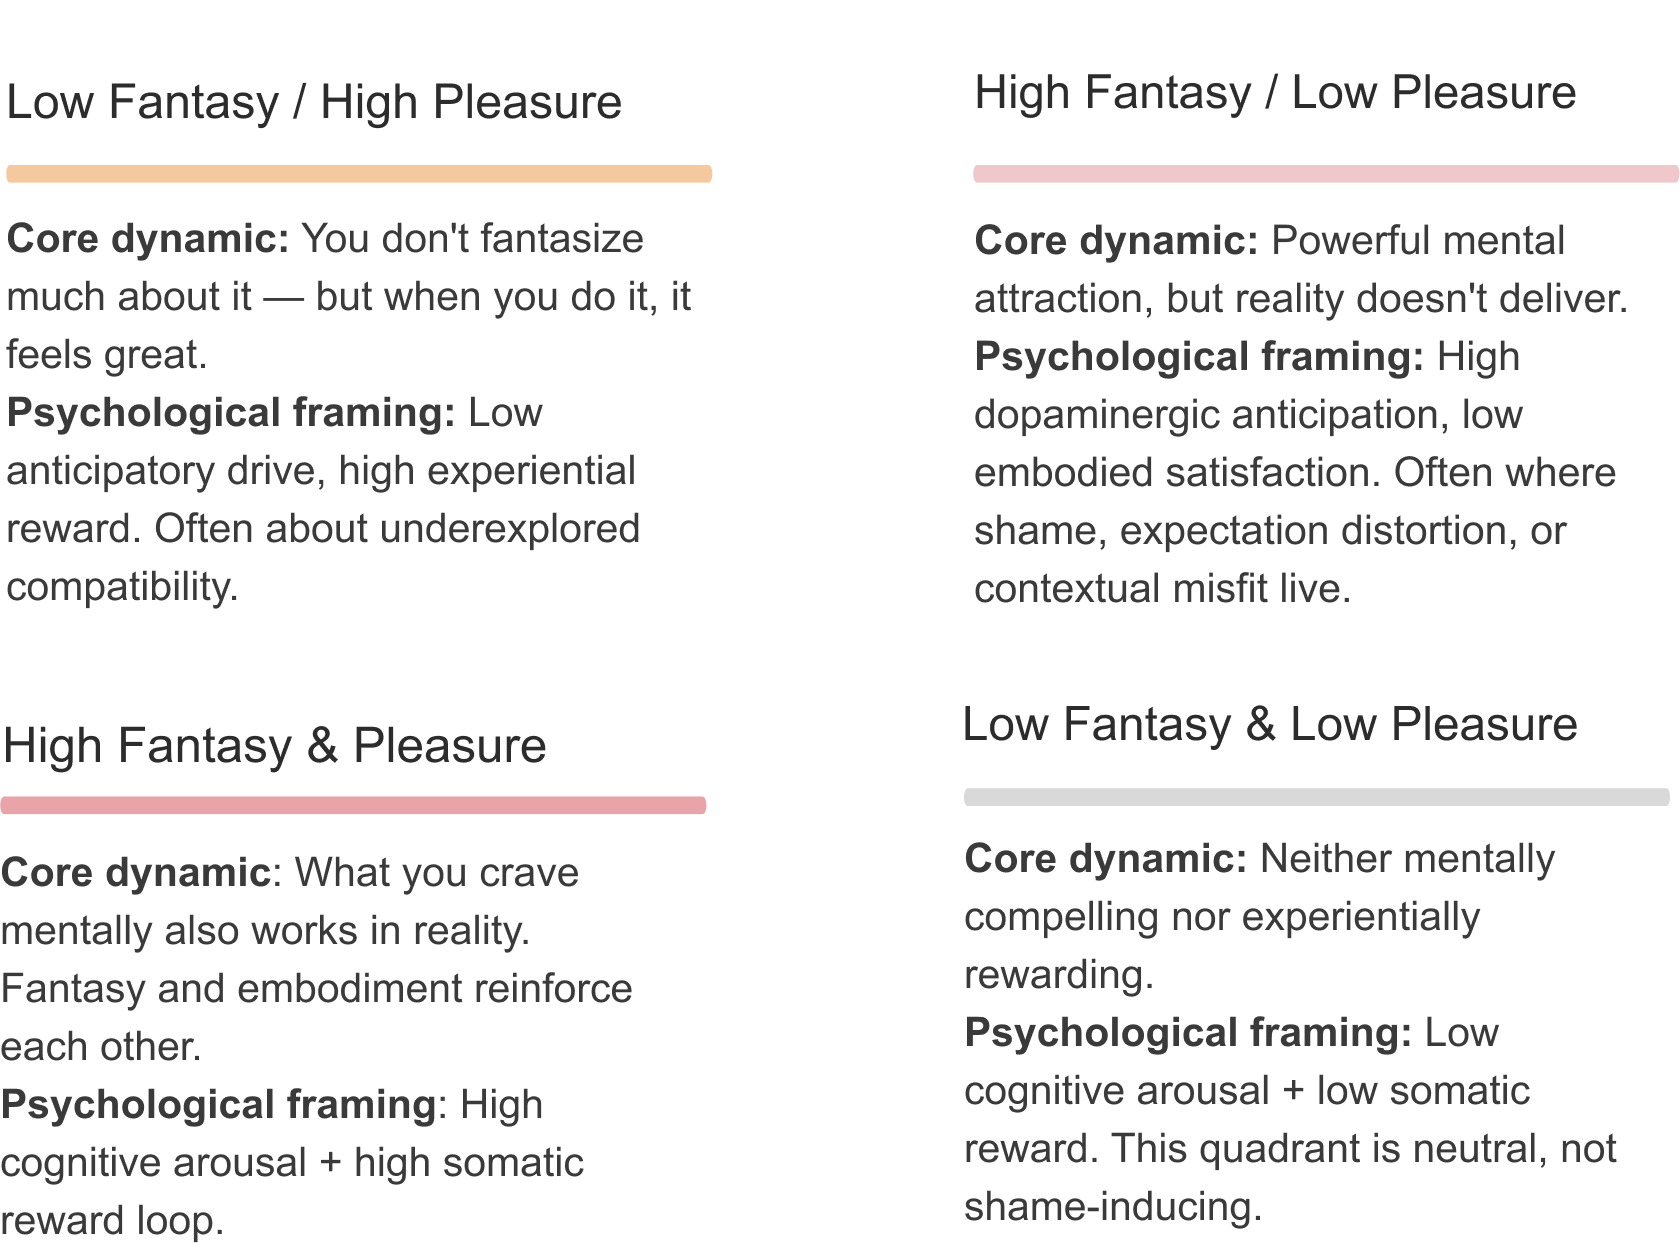 Low Fantasy / High Pleasure
Core dynamic: You don't fantasize
much about it — but when you do it, it
feels great.
Psychological framing: Low
anticipatory drive, high experiential
reward. Often about underexplored
compatibility.
High Fantasy / Low Pleasure
Core dynamic: Powerful mental
attraction, but reality doesn't deliver.
Psychological framing: High
dopaminergic anticipation, low
embodied satisfaction. Often where
shame, expectation distortion, or
contextual misfit live.
High Fantasy & Pleasure
Core dynamic: What you crave
mentally also works in reality.
Fantasy and embodiment reinforce
each other.
Psychological framing: High
cognitive arousal + high somatic
reward loop.
Low Fantasy & Low Pleasure
Core dynamic: Neither mentally
compelling nor experientially
rewarding.
Psychological framing: Low
cognitive arousal + low somatic
reward. This quadrant is neutral, not
shame-inducing.